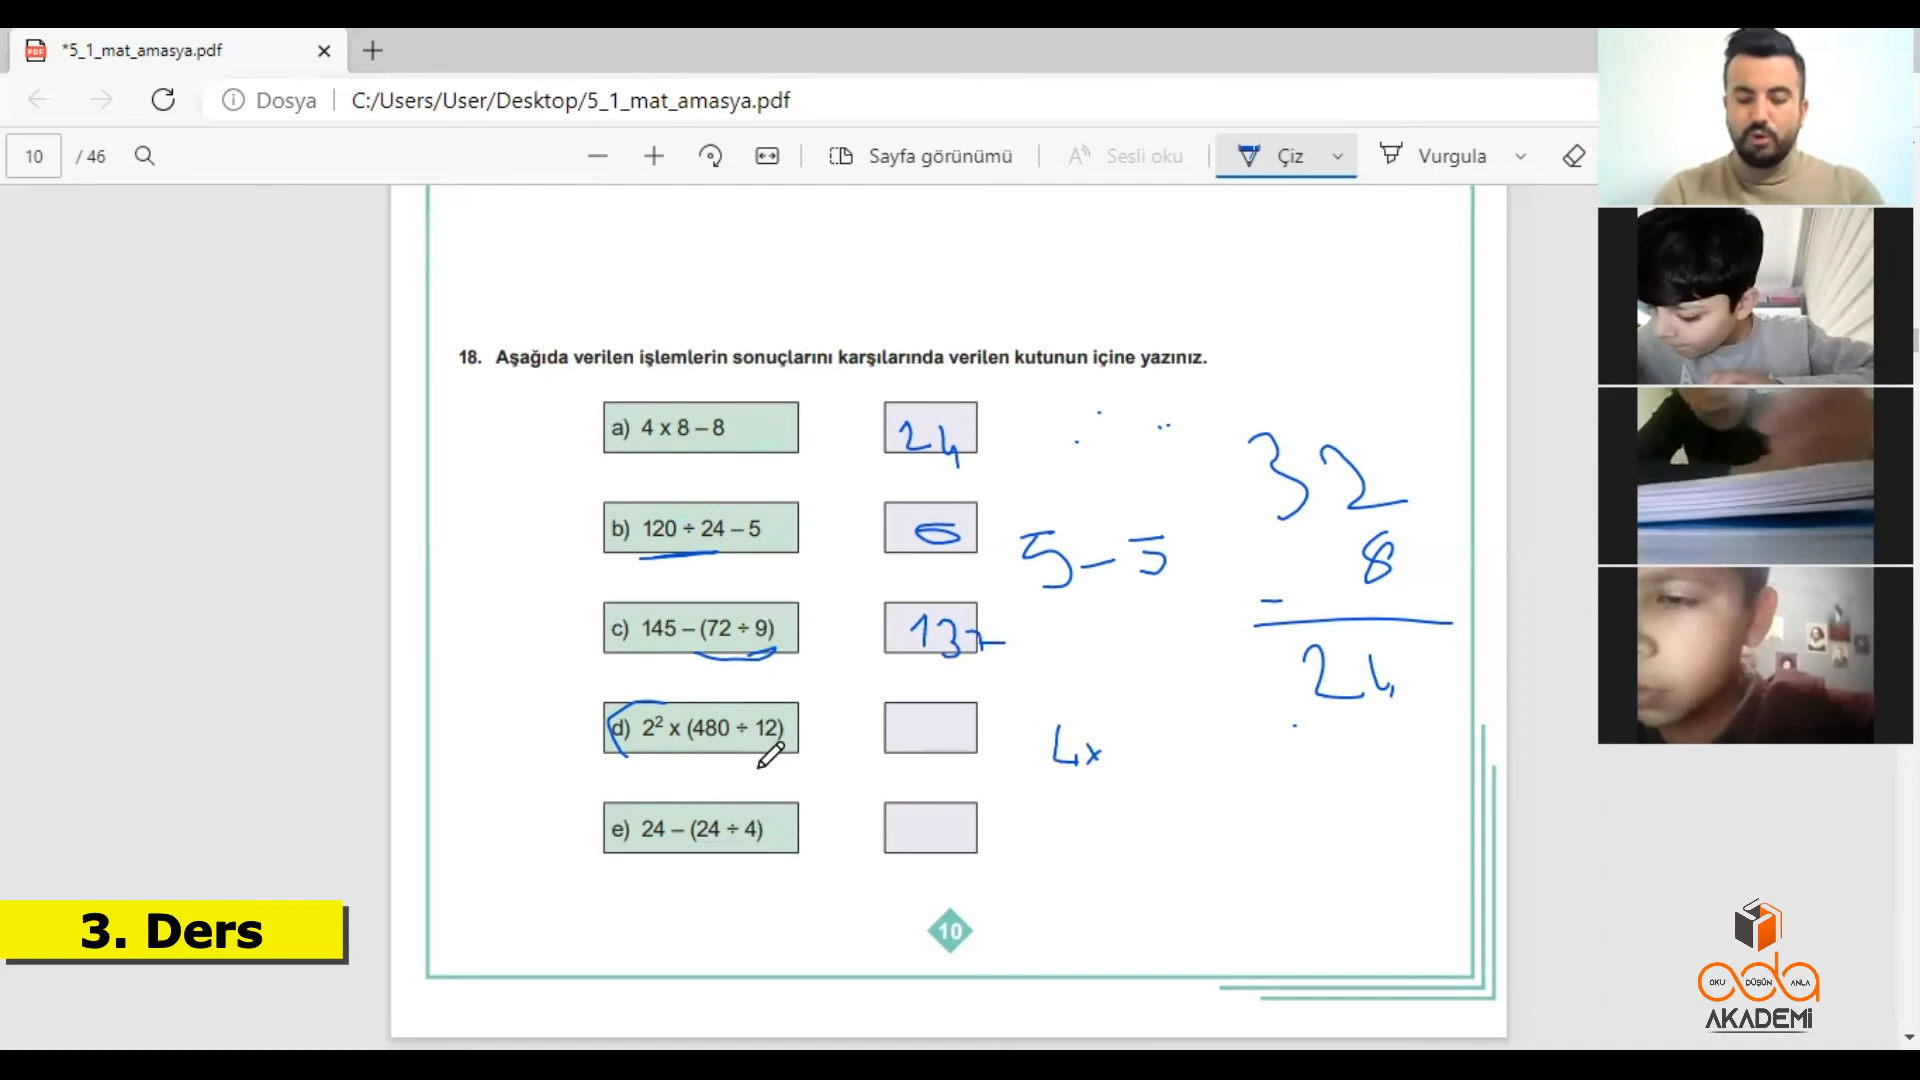 *5_1_mat_amasya.pdf
Dosya
C:/Users/User/Desktop/5_1_mat_amasya.pdf
10 / 46
Sayfa görünümü
Sesli oku
Çiz
Vurgula
18. Aşağıda verilen işlemlerin sonuçlarını karşılarında verilen kutunun içine yazınız.
a) 4 x 8 – 8
24
32
b) 120 ÷ 24 – 5
0
5 – 5
8
–
c) 145 – (72 ÷ 9)
137
24
d) 2² x (480 ÷ 12)
4x
e) 24 – (24 ÷ 4)
10
3. Ders
OKU DÜŞÜN ANLA
oda
AKADEMİ